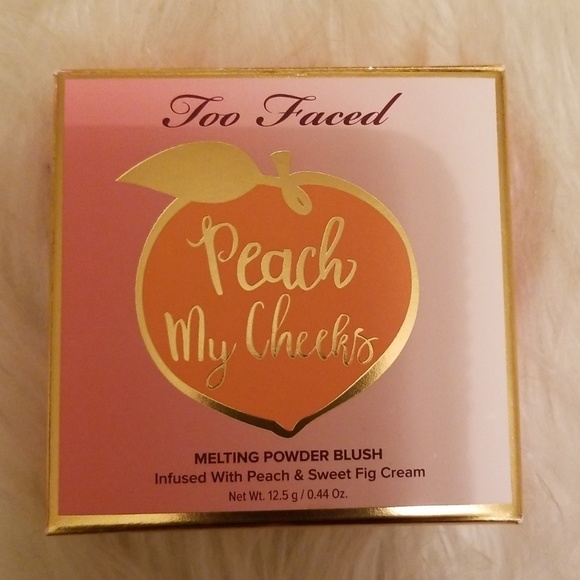 Too Faced
Peach
My Cheeks
MELTING POWDER BLUSH
Infused With Peach & Sweet Fig Cream
Net Wt. 12.5 g / 0.44 Oz.